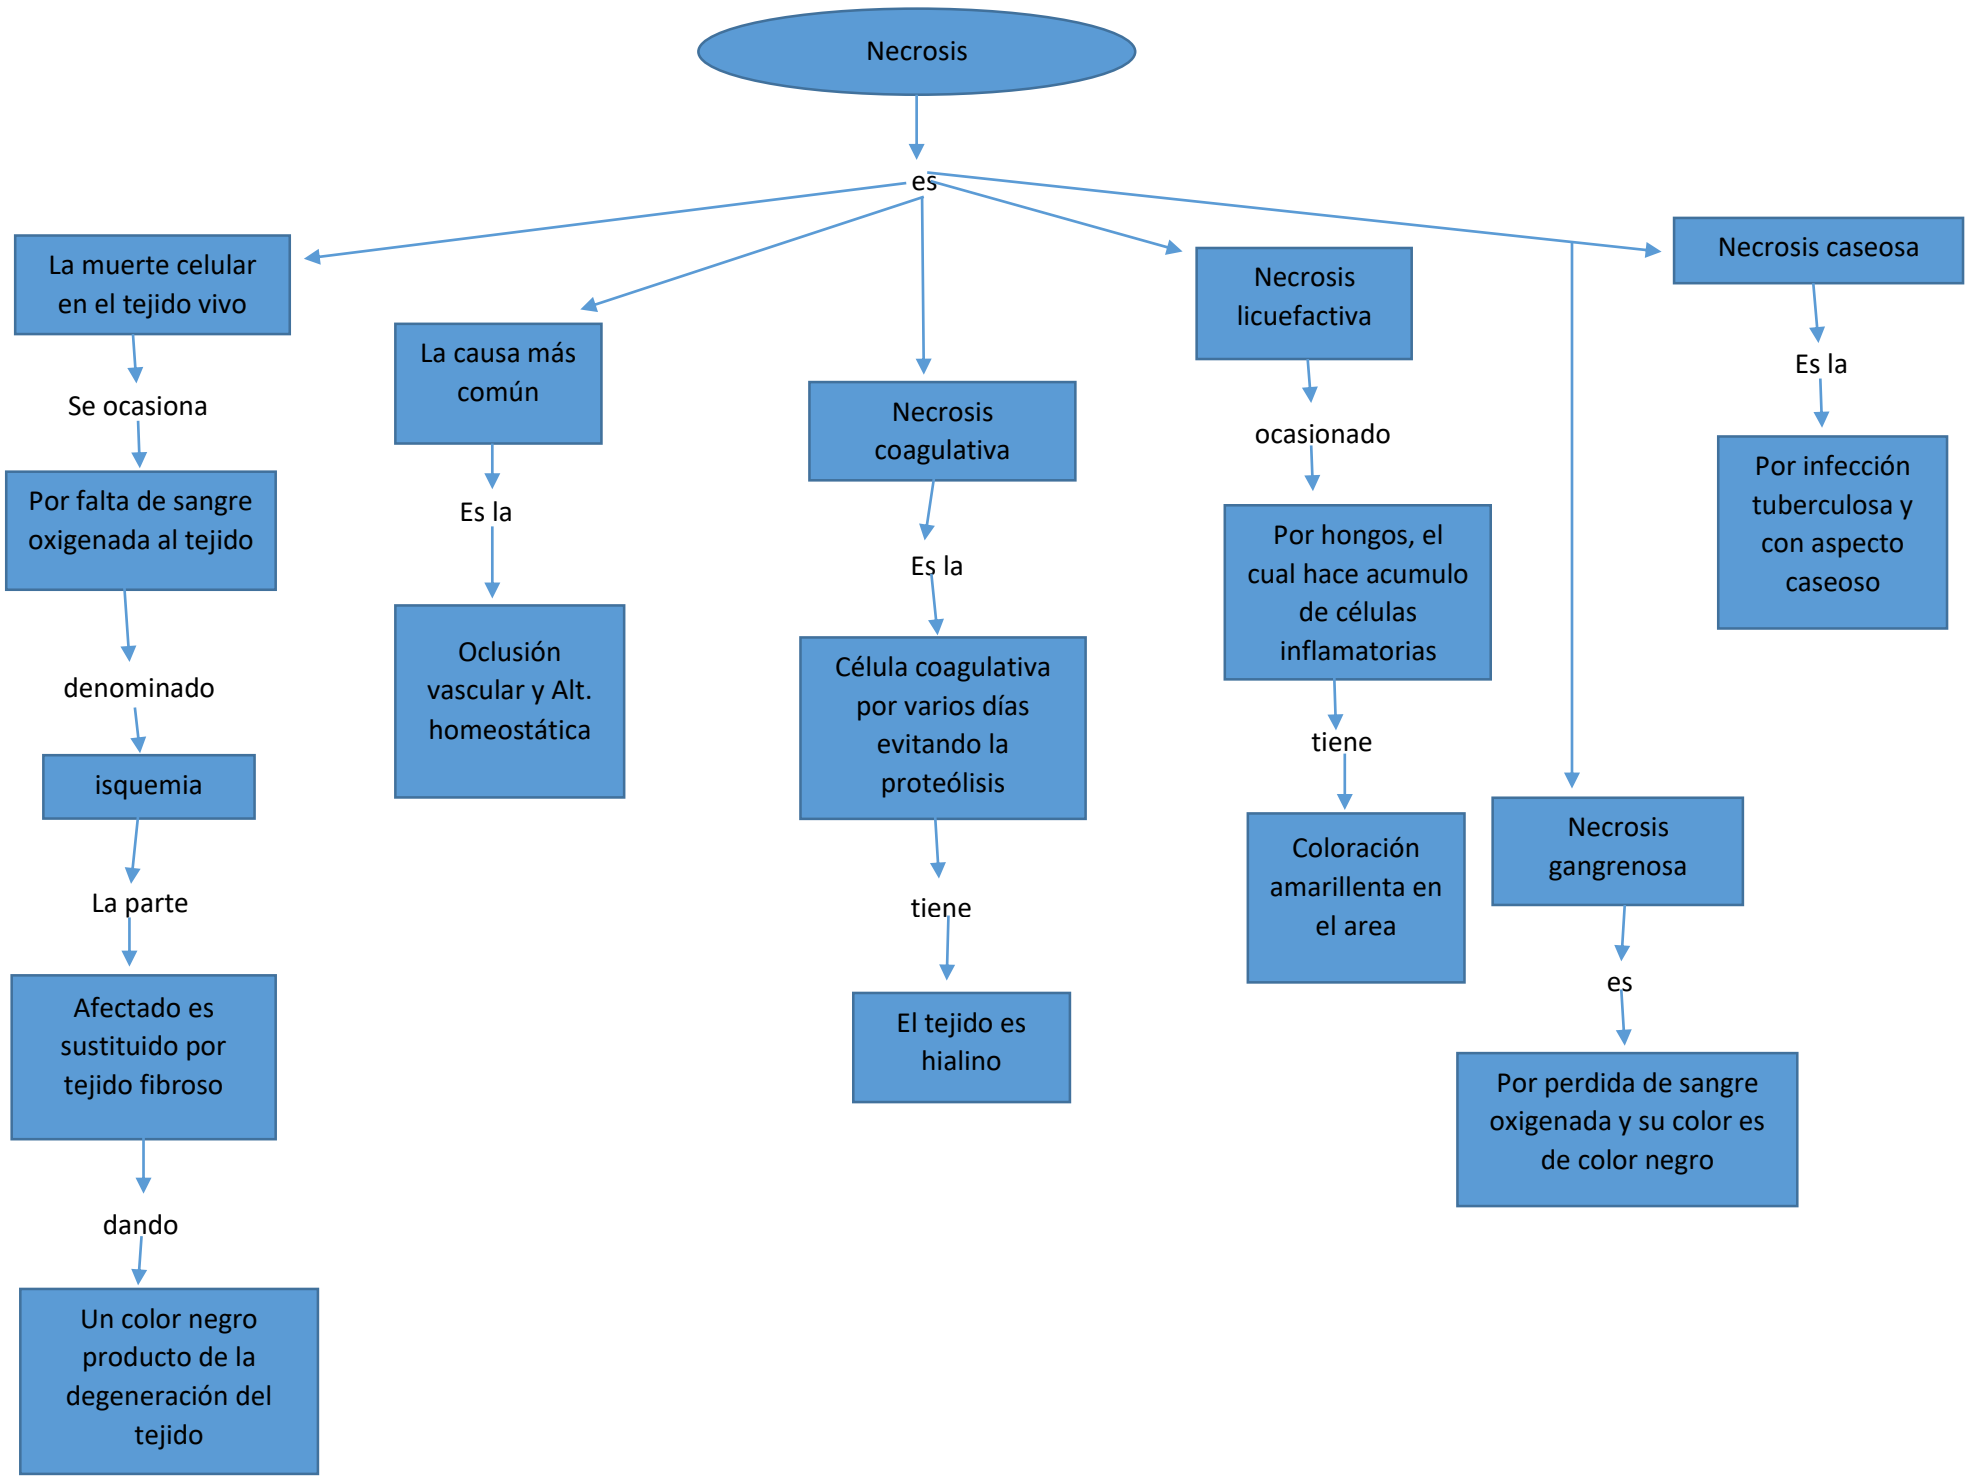 Necrosis
es
La muerte celular
en el tejido vivo
Se ocasiona
Por falta de sangre
oxigenada al tejido
denominado
isquemia
La parte
Afectado es
sustituido por
tejido fibroso
dando
Un color negro
producto de la
degeneración del
tejido
La causa más
común
Es la
Oclusión
vascular y Alt.
homeostática
Necrosis
coagulativa
Es la
Célula coagulativa
por varios días
evitando la
proteólisis
tiene
El tejido es
hialino
Necrosis
licuefactiva
ocasionado
Por hongos, el
cual hace acumulo
de células
inflamatorias
tiene
Coloración
amarillenta en
el area
Necrosis
gangrenosa
es
Por perdida de sangre
oxigenada y su color es
de color negro
Necrosis caseosa
Es la
Por infección
tuberculosa y
con aspecto
caseoso